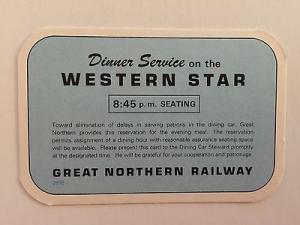 Dinner Service on the
WESTERN STAR
8:45 p.m. SEATING
Toward elimination of delays in serving patrons in the dining car, Great
Northern provides this reservation for the evening meal. The reservation
permits assignment of a dining hour with reasonable assurance seating space
will be available. Please present this card to the Dining Car Steward promptly
at the designated time. He will be grateful for your cooperation and patronage.
GREAT NORTHERN RAILWAY